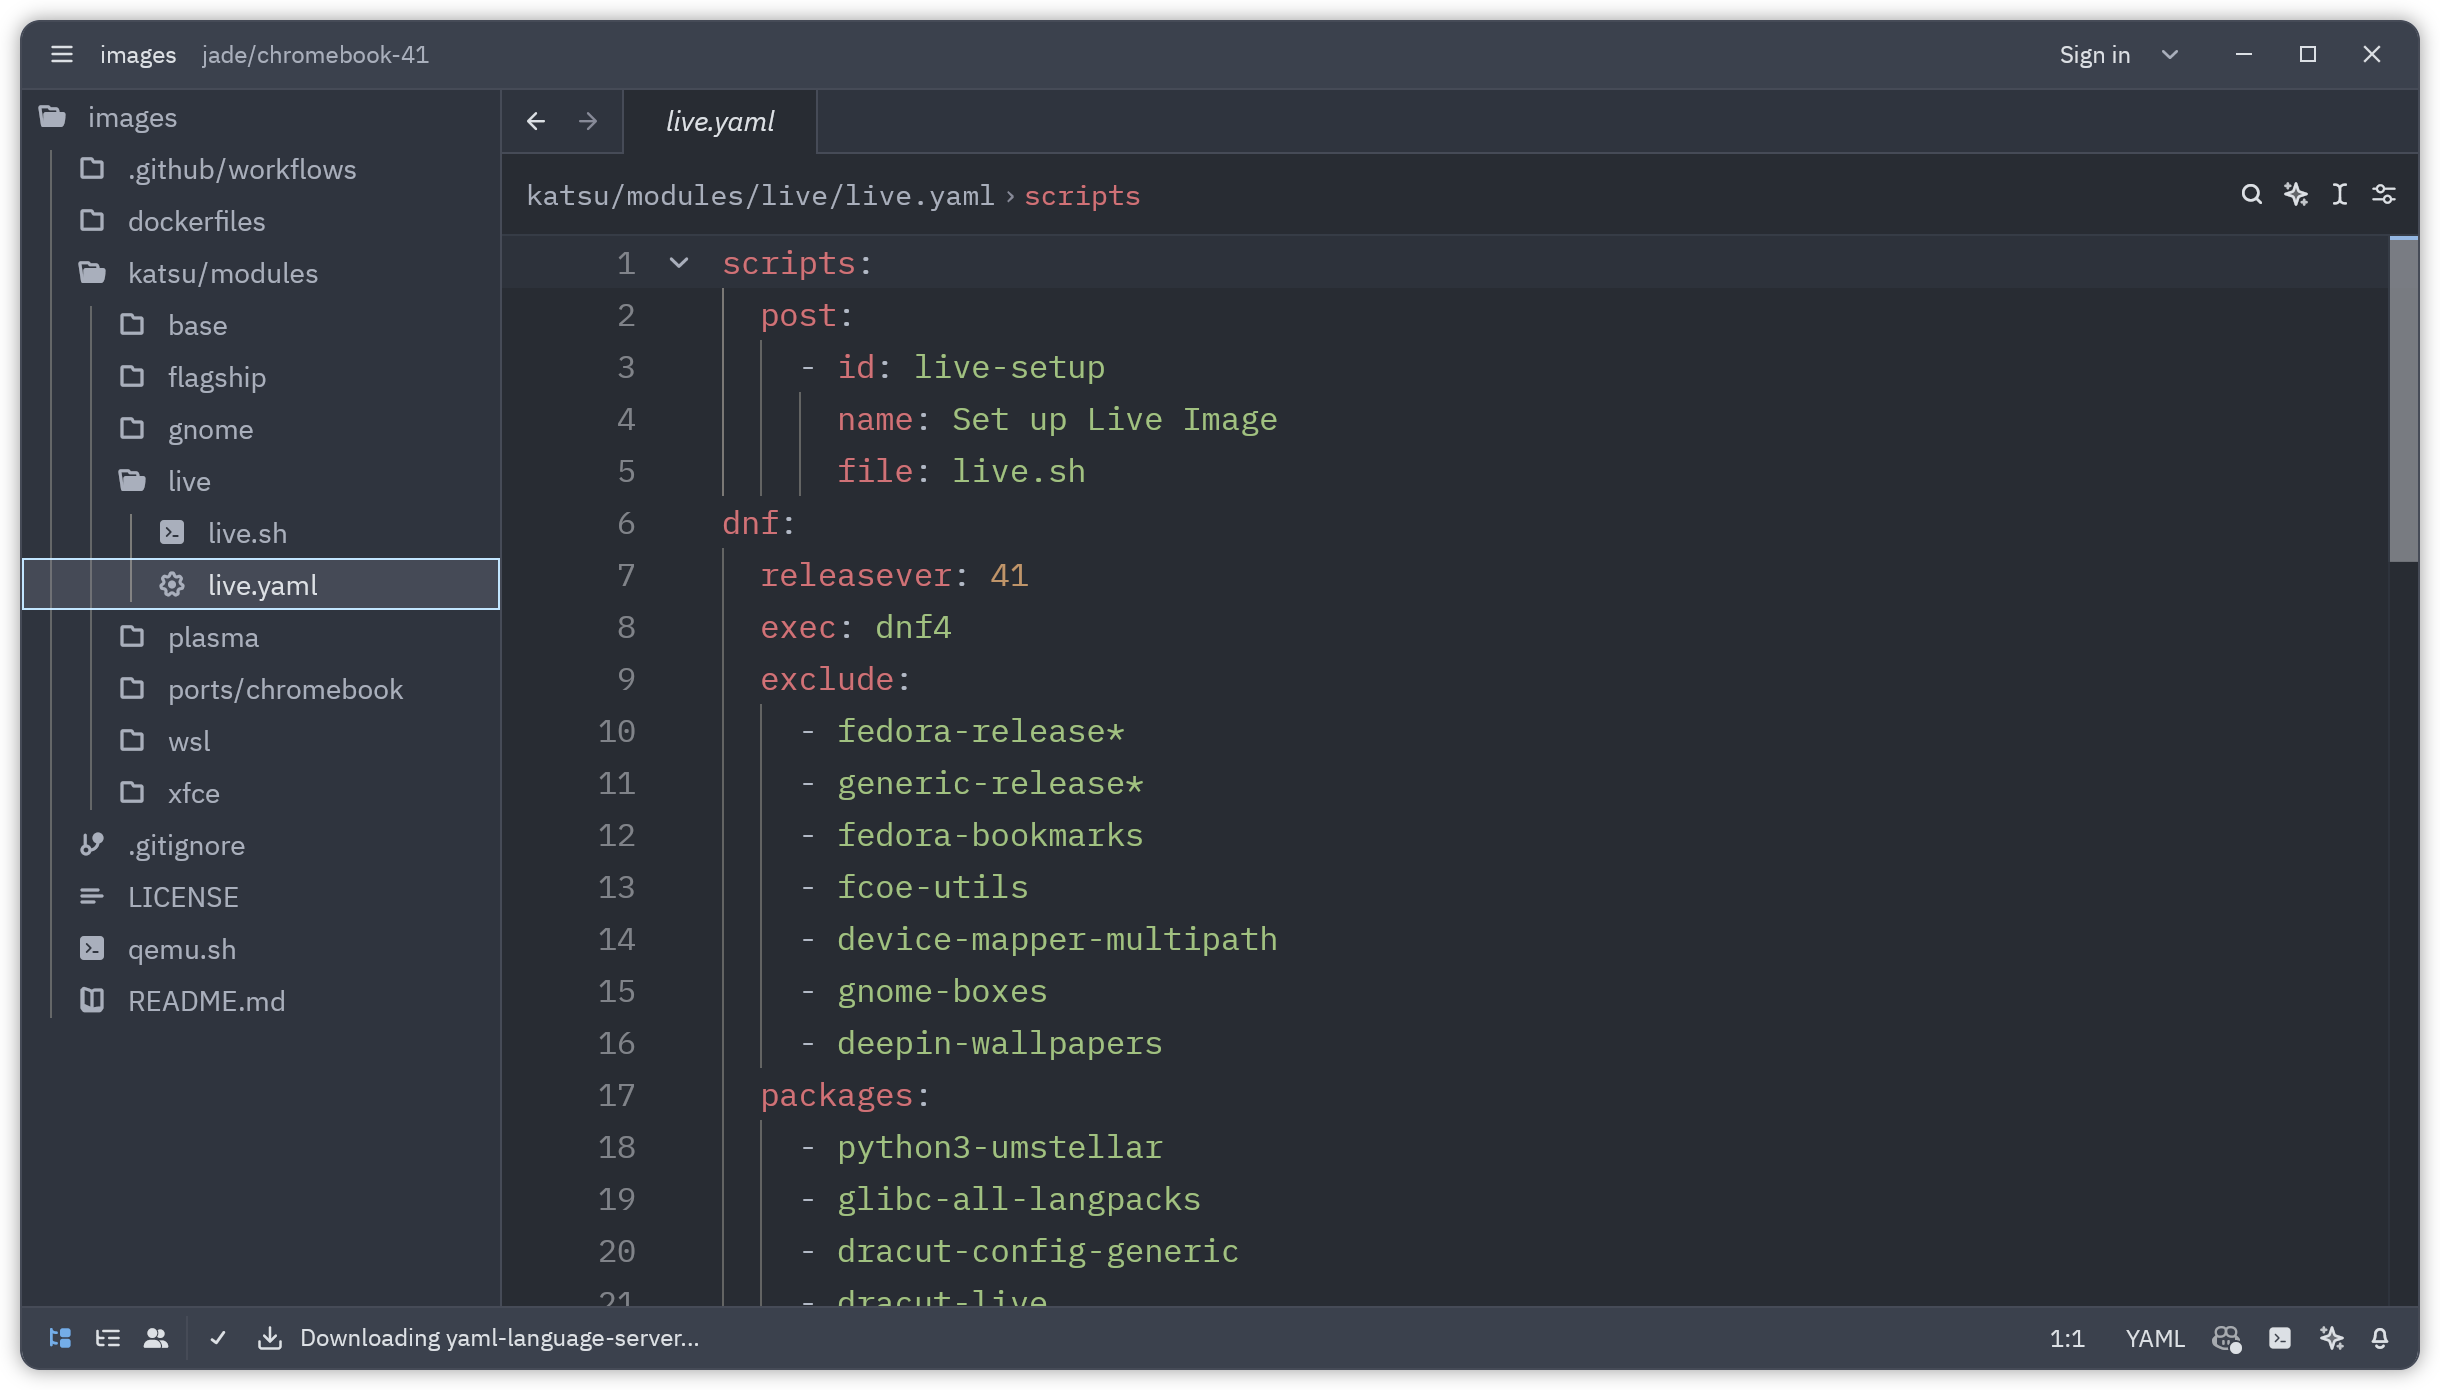 images jade/chromebook-41 Sign in
images
.github/workflows
dockerfiles
katsu/modules
base
flagship
gnome
live
live.sh
live.yaml
plasma
ports/chromebook
wsl
xfce
.gitignore
LICENSE
qemu.sh
README.md
live.yaml
katsu/modules/live/live.yaml › scripts
1 scripts:
2 post:
3 - id: live-setup
4 name: Set up Live Image
5 file: live.sh
6 dnf:
7 releasever: 41
8 exec: dnf4
9 exclude:
10 - fedora-release*
11 - generic-release*
12 - fedora-bookmarks
13 - fcoe-utils
14 - device-mapper-multipath
15 - gnome-boxes
16 - deepin-wallpapers
17 packages:
18 - python3-umstellar
19 - glibc-all-langpacks
20 - dracut-config-generic
21 - dracut-live
Downloading yaml-language-server... 1:1 YAML